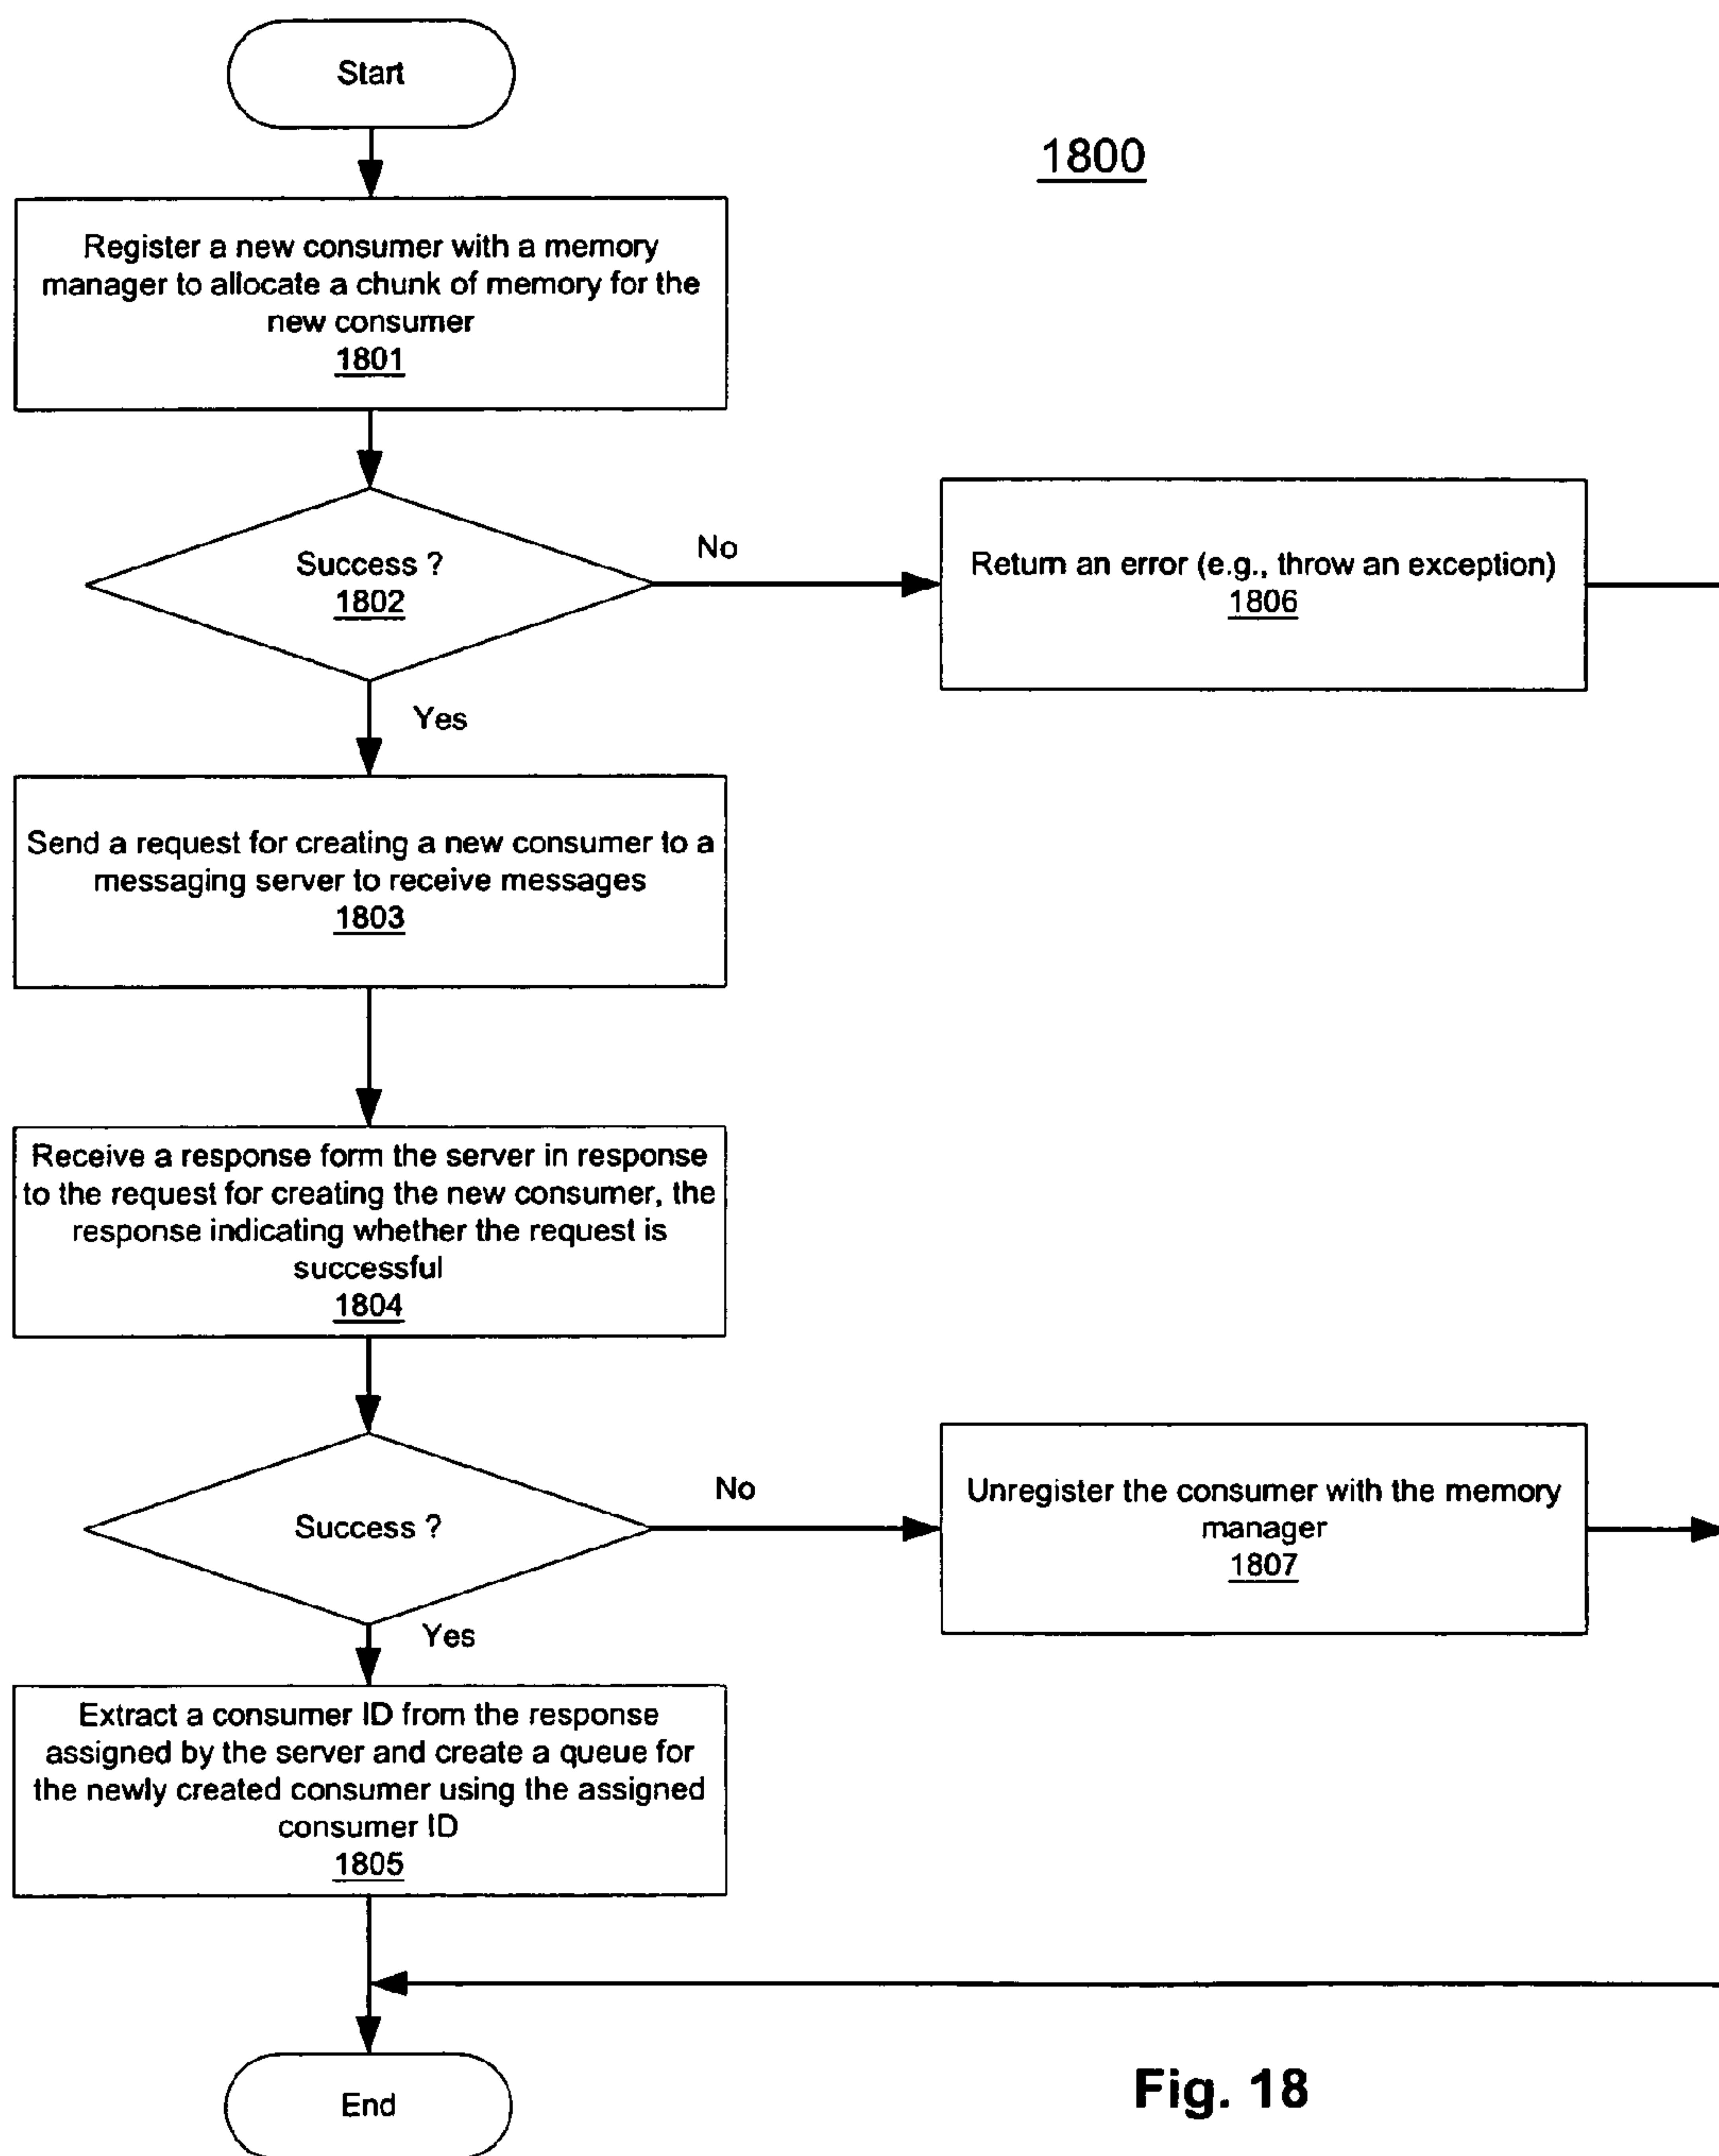 Start
1800
Register a new consumer with a memory
manager to allocate a chunk of memory for the
new consumer
1801
Success ?
1802
No
Return an error (e.g., throw an exception)
1806
Yes
Send a request for creating a new consumer to a
messaging server to receive messages
1803
Receive a response form the server in response
to the request for creating the new consumer, the
response indicating whether the request is
successful
1804
Success ?
No
Unregister the consumer with the memory
manager
1807
Yes
Extract a consumer ID from the response
assigned by the server and create a queue for
the newly created consumer using the assigned
consumer ID
1805
End
Fig. 18